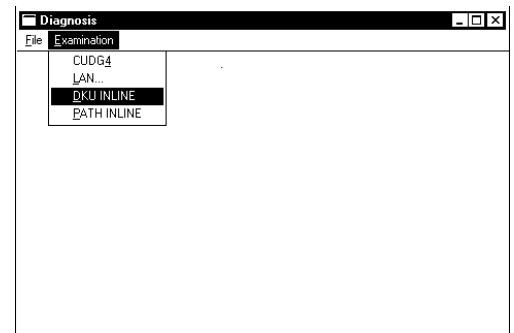 Diagnosis
File Examination
CUDG4
LAN...
DKU INLINE
PATH INLINE